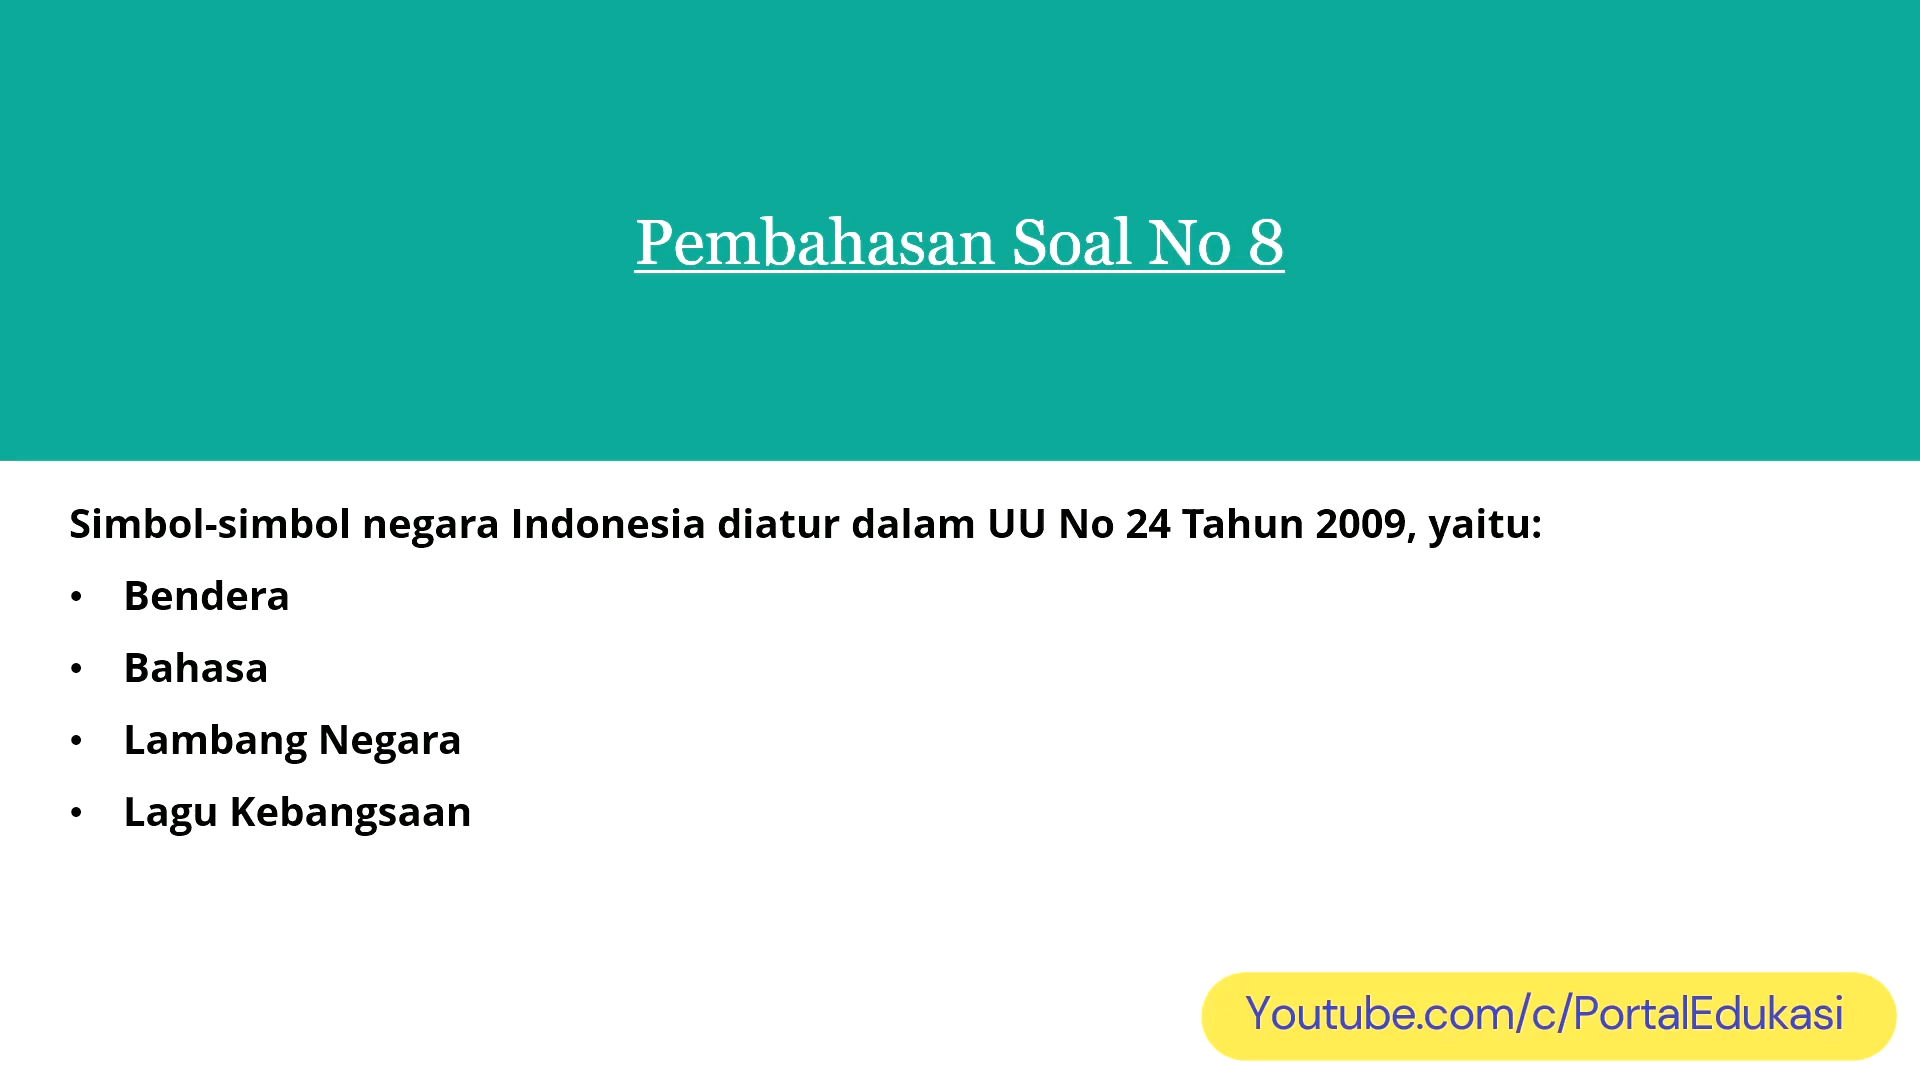 Pembahasan Soal No 8
Simbol-simbol negara Indonesia diatur dalam UU No 24 Tahun 2009, yaitu:
• Bendera
• Bahasa
• Lambang Negara
• Lagu Kebangsaan
Youtube.com/c/PortalEdukasi